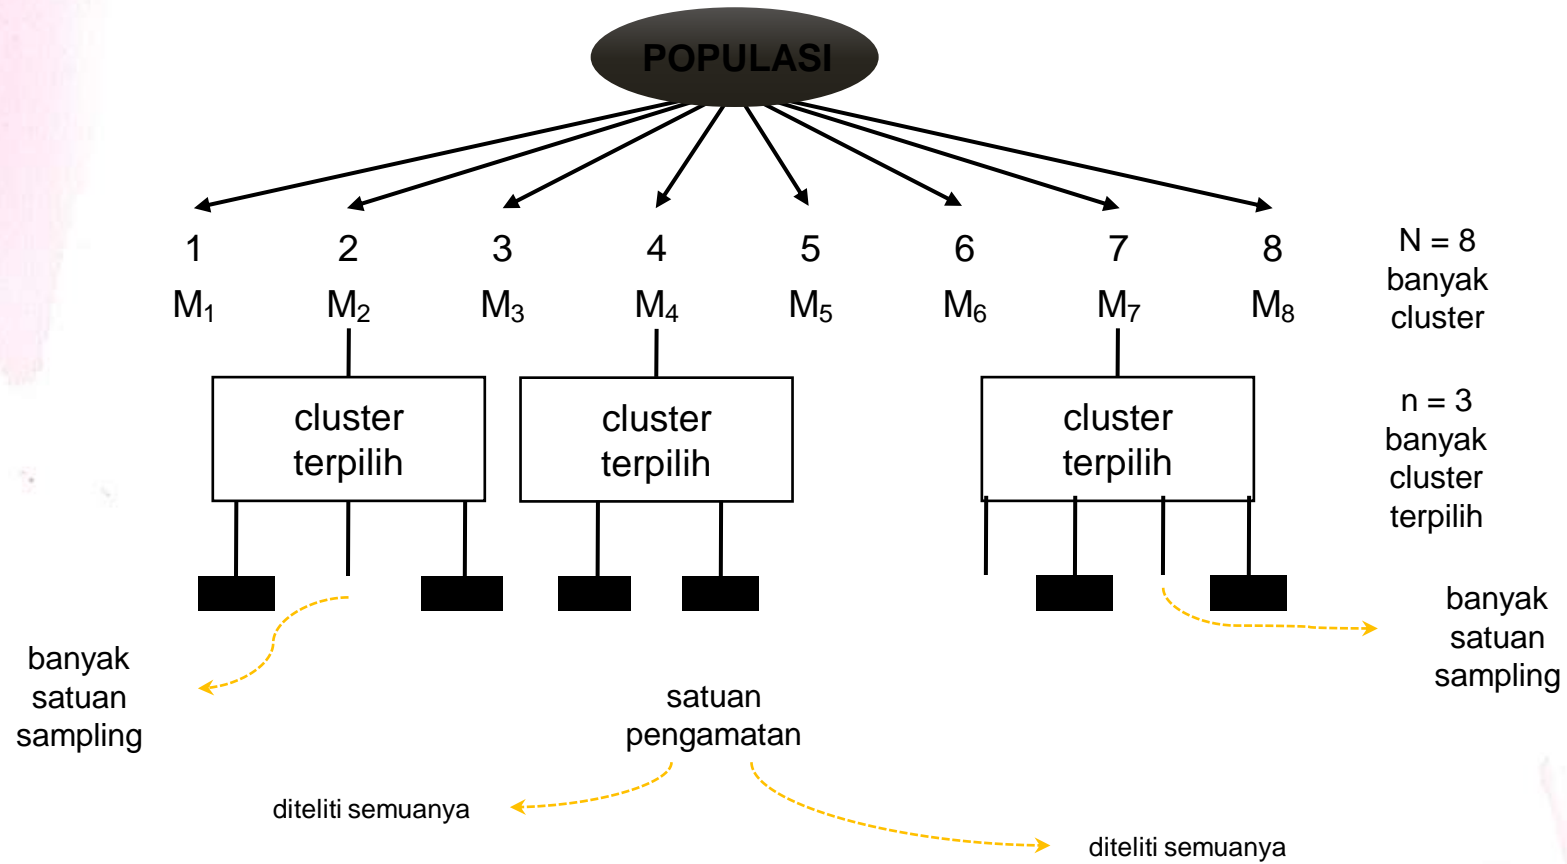 POPULASI
1 2 3 4 5 6 7 8
M₁ M₂ M₃ M₄ M₅ M₆ M₇ M₈
N = 8
banyak
cluster
cluster
terpilih
cluster
terpilih
cluster
terpilih
n = 3
banyak
cluster
terpilih
banyak
satuan
sampling
banyak
satuan
sampling
satuan
pengamatan
diteliti semuanya
diteliti semuanya